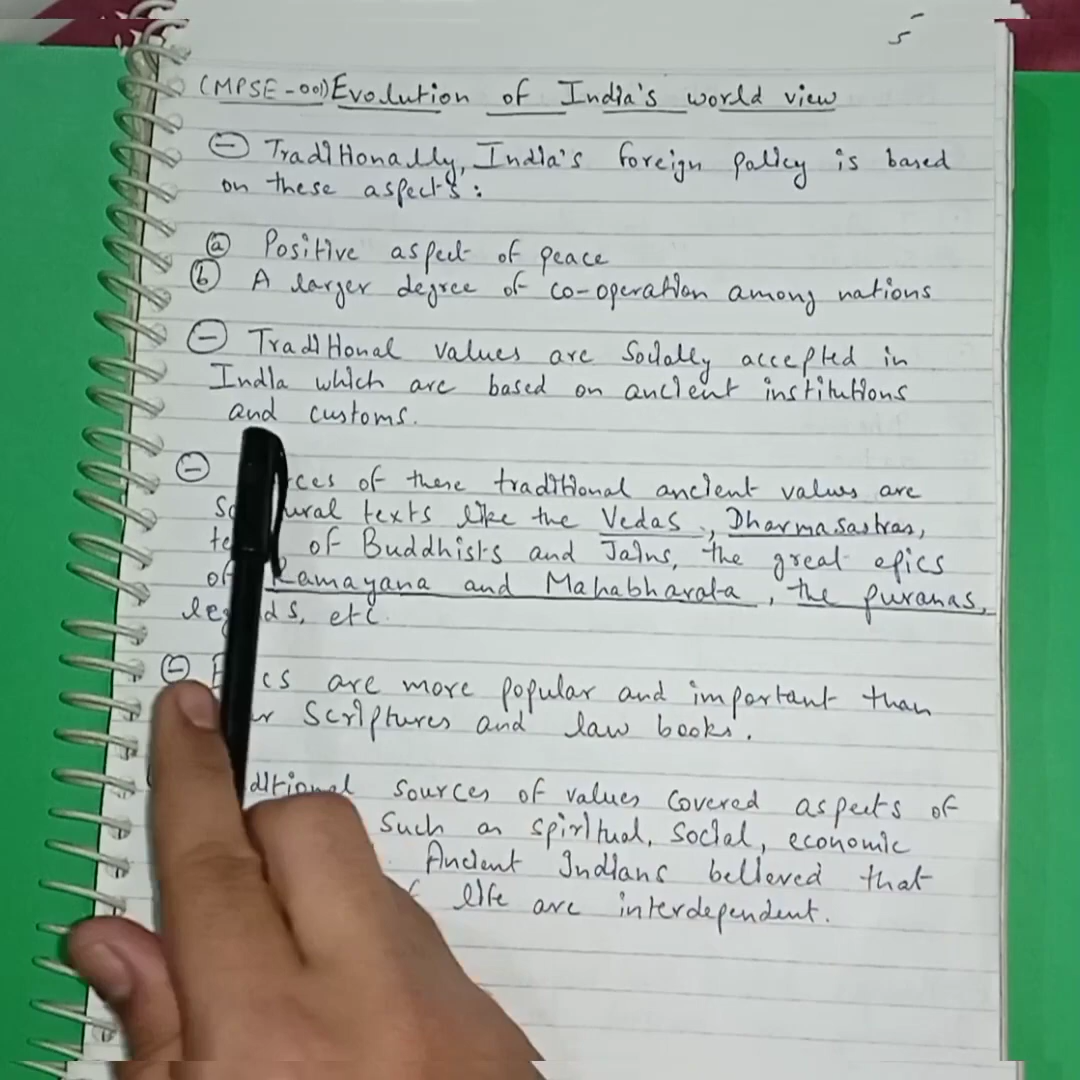 5
(MPSE-001) Evolution of India's world view
Traditionally, India's foreign policy is based
on these aspects:
(a) Positive aspect of peace
(b) A larger degree of co-operation among nations
Traditional values are Socially accepted in
India which are based on ancient institutions
and customs.
of these traditional ancient values are
texts like the Vedas, Dharmasastras,
of Buddhists and Jains, the great epics
of Ramayana and Mahabharata, the puranas,
etc.
are more popular and important than
Scriptures and law books.
Sources of values covered aspects of
Such as spiritual, Social, economic
Ancient Indians believed that
life are interdependent.